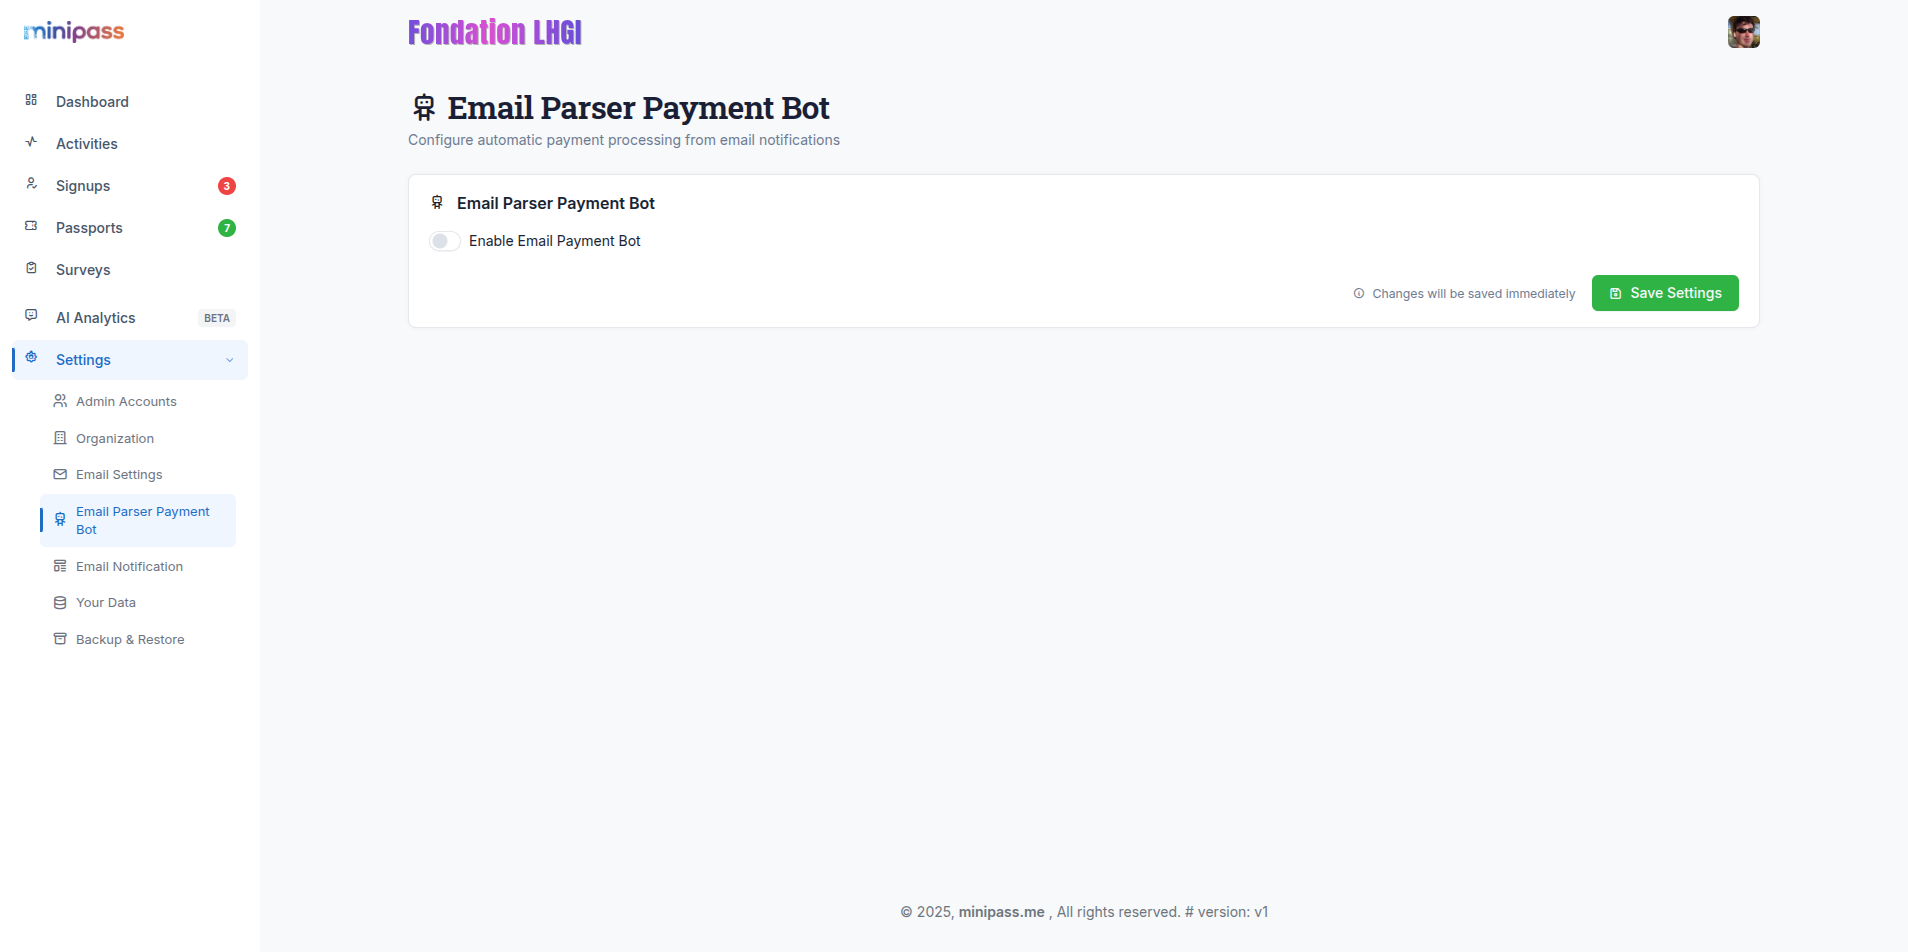 minipass
Dashboard
Activities
Signups 3
Passports 7
Surveys
AI Analytics BETA
Settings
Admin Accounts
Organization
Email Settings
Email Parser Payment
Bot
Email Notification
Your Data
Backup & Restore
Fondation LHGI
Email Parser Payment Bot
Configure automatic payment processing from email notifications
Email Parser Payment Bot
Enable Email Payment Bot
Changes will be saved immediately
Save Settings
© 2025, minipass.me , All rights reserved. # version: v1